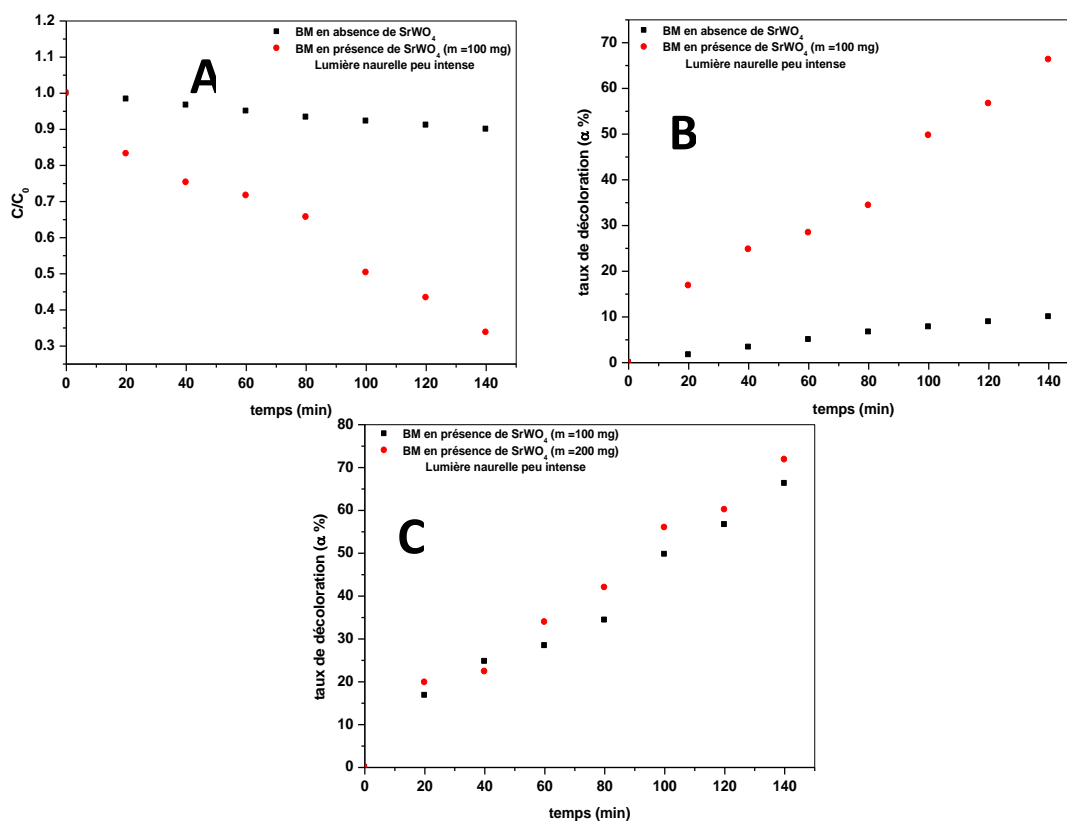 BM en absence de SrWO₄
BM en présence de SrWO₄ (m =100 mg)
Lumière naurelle peu intense
A
1.2
1.1
1.0
0.9
0.8
0.7
0.6
0.5
0.4
0.3
C/C₀
0 20 40 60 80 100 120 140
temps (min)
BM en absence de SrWO₄
BM en présence de SrWO₄ (m =100 mg)
Lumière naurelle peu intense
B
70
60
50
40
30
20
10
0
taux de décoloration (α %)
0 20 40 60 80 100 120 140
temps (min)
BM en présence de SrWO₄ (m =100 mg)
BM en présence de SrWO₄ (m =200 mg)
Lumière naurelle peu intense
C
80
70
60
50
40
30
20
10
0
taux de décoloration (α %)
0 20 40 60 80 100 120 140
temps (min)